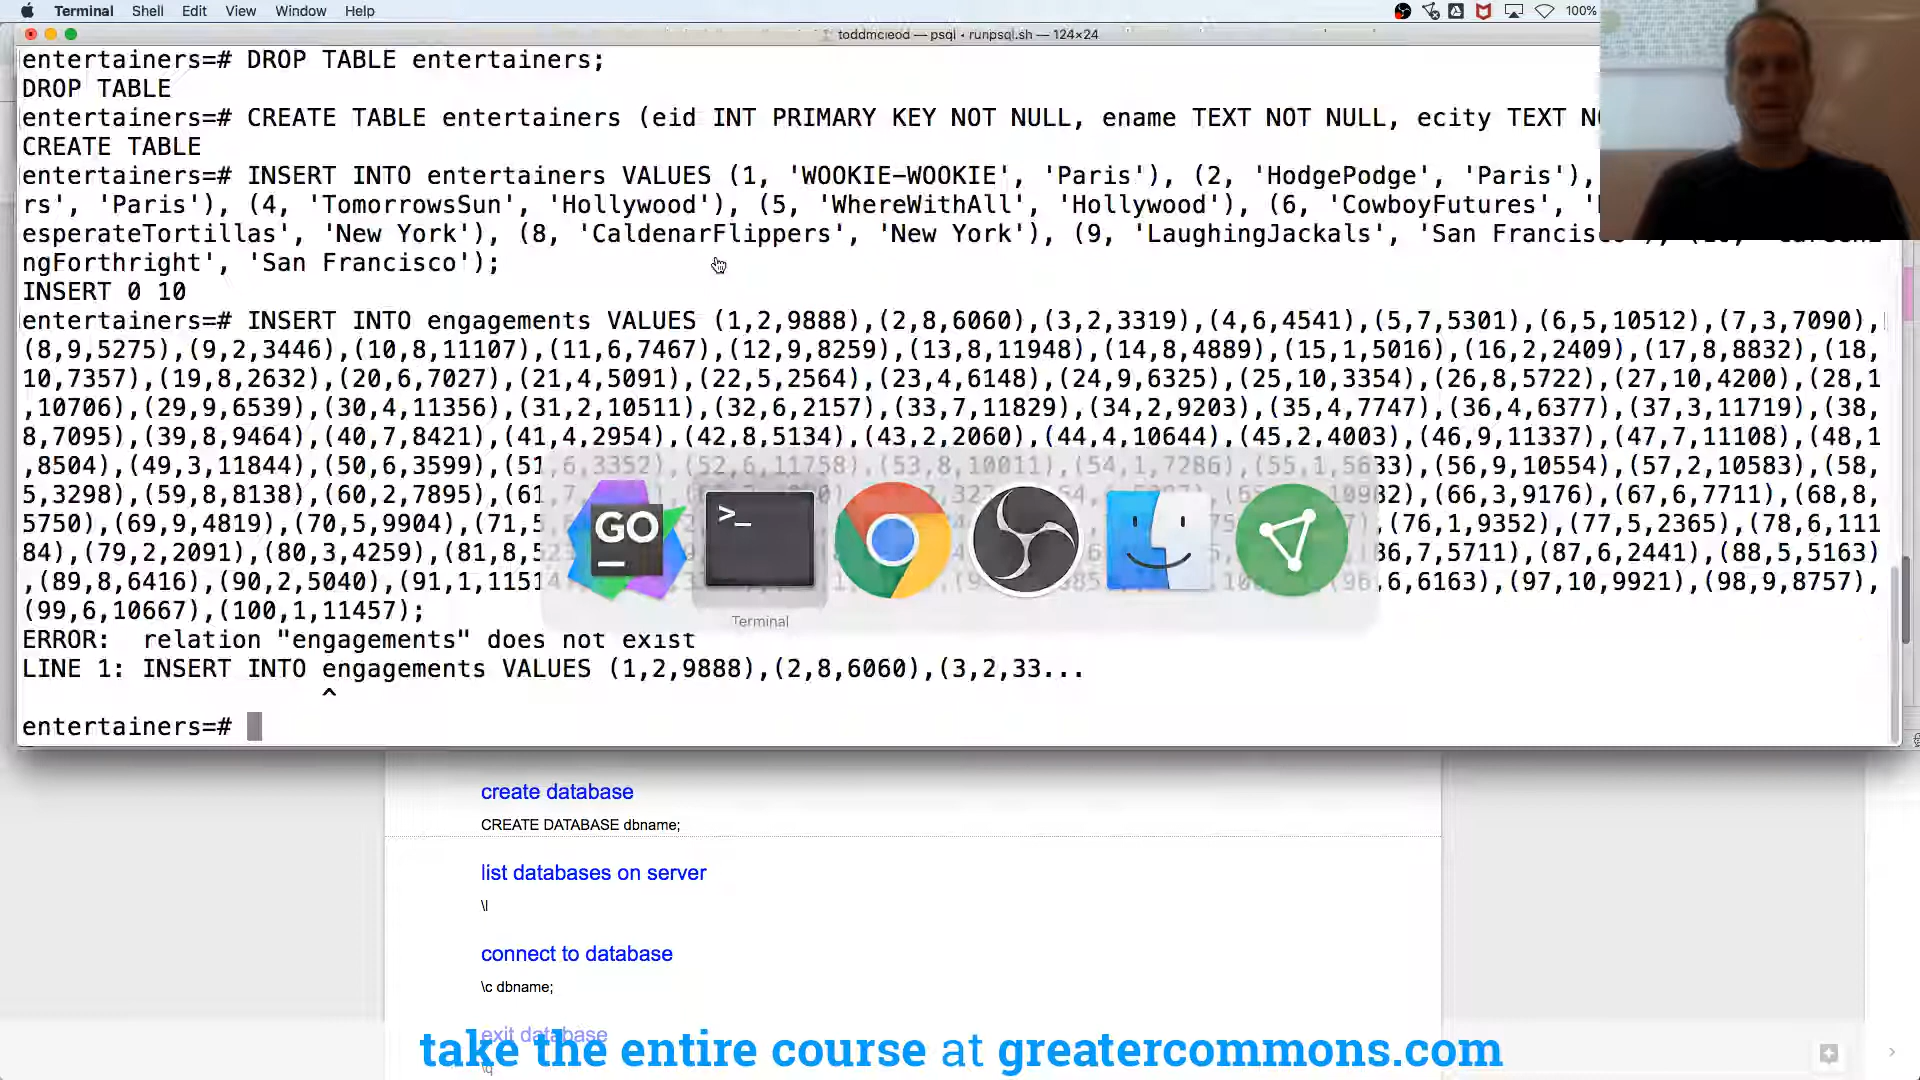 Terminal Shell Edit View Window Help 100%
toddmcleod — psql • runpsql.sh — 124×24
entertainers=# DROP TABLE entertainers;
DROP TABLE
entertainers=# CREATE TABLE entertainers (eid INT PRIMARY KEY NOT NULL, ename TEXT NOT NULL, ecity TEXT
CREATE TABLE
entertainers=# INSERT INTO entertainers VALUES (1, 'WOOKIE-WOOKIE', 'Paris'), (2, 'HodgePodge', 'Paris'),
rs', 'Paris'), (4, 'TomorrowsSun', 'Hollywood'), (5, 'WhereWithAll', 'Hollywood'), (6, 'CowboyFutures',
esperateTortillas', 'New York'), (8, 'CaldenarFlippers', 'New York'), (9, 'LaughingJackals', 'San Francisco
ngForthright', 'San Francisco');
INSERT 0 10
entertainers=# INSERT INTO engagements VALUES (1,2,9888),(2,8,6060),(3,2,3319),(4,6,4541),(5,7,5301),(6,5,10512),(7,3,7090),
(8,9,5275),(9,2,3446),(10,8,11107),(11,6,7467),(12,9,8259),(13,8,11948),(14,8,4889),(15,1,5016),(16,2,2409),(17,8,8832),(18,
10,7357),(19,8,2632),(20,6,7027),(21,4,5091),(22,5,2564),(23,4,6148),(24,9,6325),(25,10,3354),(26,8,5722),(27,10,4200),(28,1
,10706),(29,9,6539),(30,4,11356),(31,2,10511),(32,6,2157),(33,7,11829),(34,2,9203),(35,4,7747),(36,4,6377),(37,3,11719),(38,
8,7095),(39,8,9464),(40,7,8421),(41,4,2954),(42,8,5134),(43,2,2060),(44,4,10644),(45,2,4003),(46,9,11337),(47,7,11108),(48,1
,8504),(49,3,11844),(50,6,3599),(51,6,3352),(52,6,11758),(53,8,10011),(54,1,7286),(55,1,5633),(56,9,10554),(57,2,10583),(58,
5,3298),(59,8,8138),(60,2,7895),(61 (66,3,9176),(67,6,7711),(68,8,
5750),(69,9,4819),(70,5,9904),(71,5 (76,1,9352),(77,5,2365),(78,6,111
84),(79,2,2091),(80,3,4259),(81,8,5 36,7,5711),(87,6,2441),(88,5,5163)
,(89,8,6416),(90,2,5040),(91,1,1151 6,6163),(97,10,9921),(98,9,8757),
(99,6,10667),(100,1,11457);
GO
>_
Terminal
ERROR: relation "engagements" does not exist
LINE 1: INSERT INTO engagements VALUES (1,2,9888),(2,8,6060),(3,2,33...
^
entertainers=#
create database
CREATE DATABASE dbname;
list databases on server
\l
connect to database
\c dbname;
exit database
\q
take the entire course at greatercommons.com